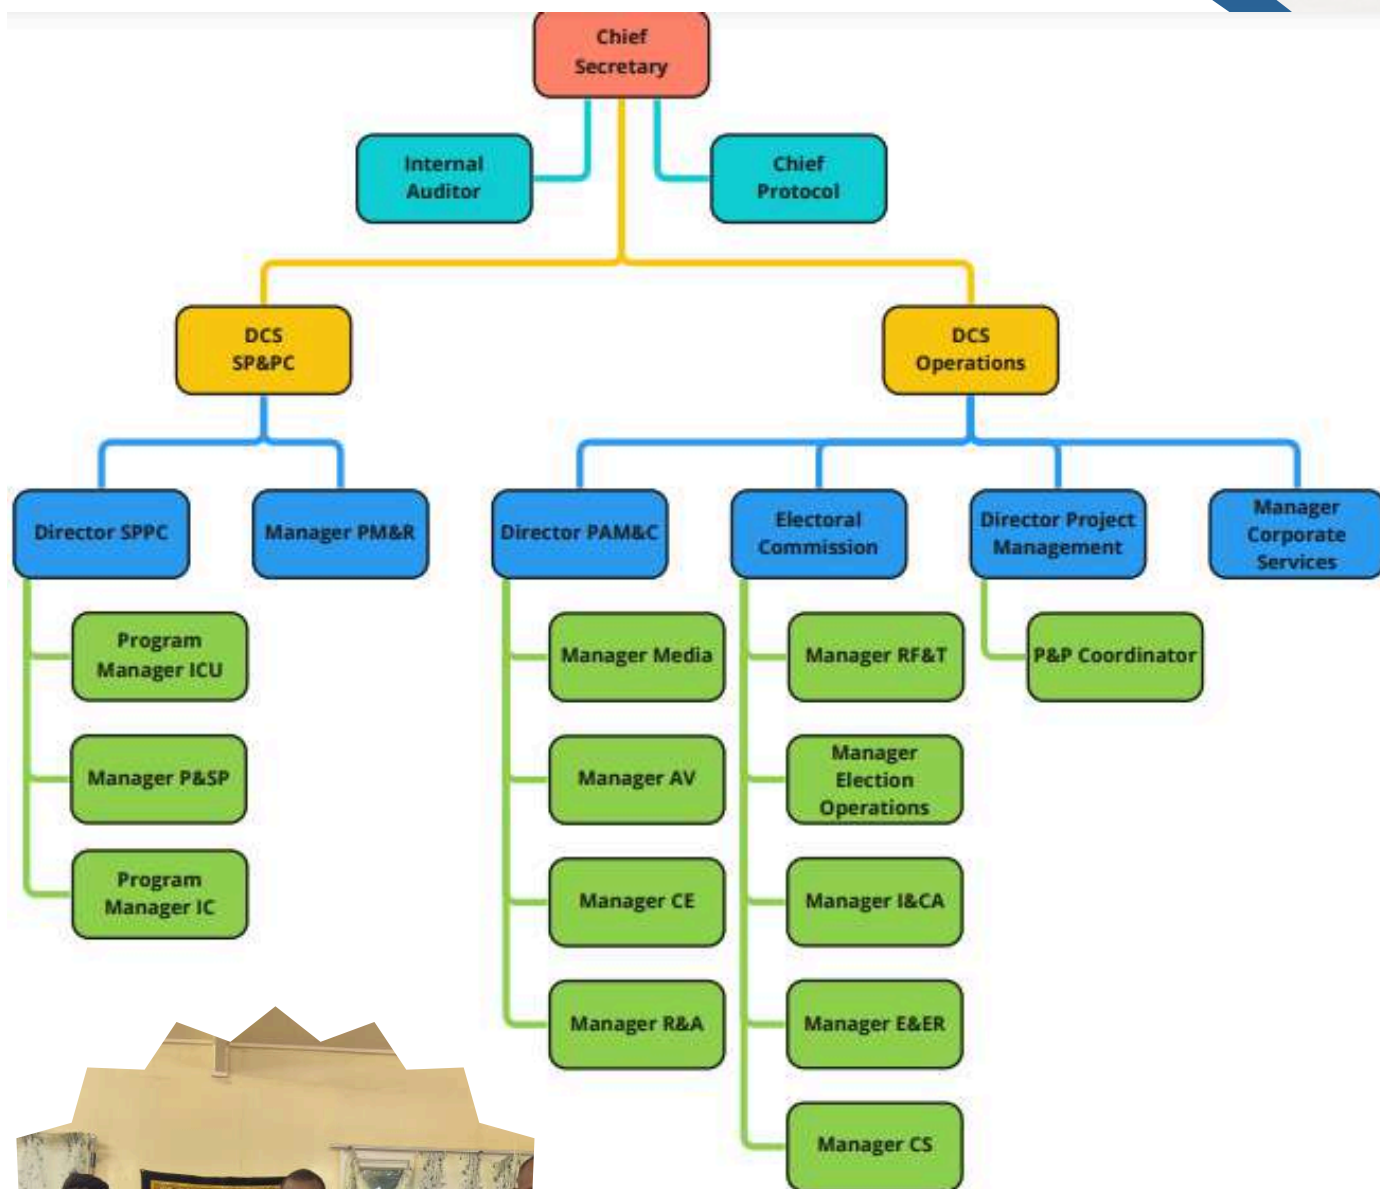 Chief
Secretary
Internal
Auditor
Chief
Protocol
DCS
SP&PC
DCS
Operations
Director SPPC
Manager PM&R
Director PAM&C
Electoral
Commission
Director Project
Management
Manager
Corporate
Services
Program
Manager ICU
Manager P&SP
Program
Manager IC
Manager Media
Manager AV
Manager CE
Manager R&A
Manager RF&T
Manager
Election
Operations
Manager I&CA
Manager E&ER
Manager CS
P&P Coordinator